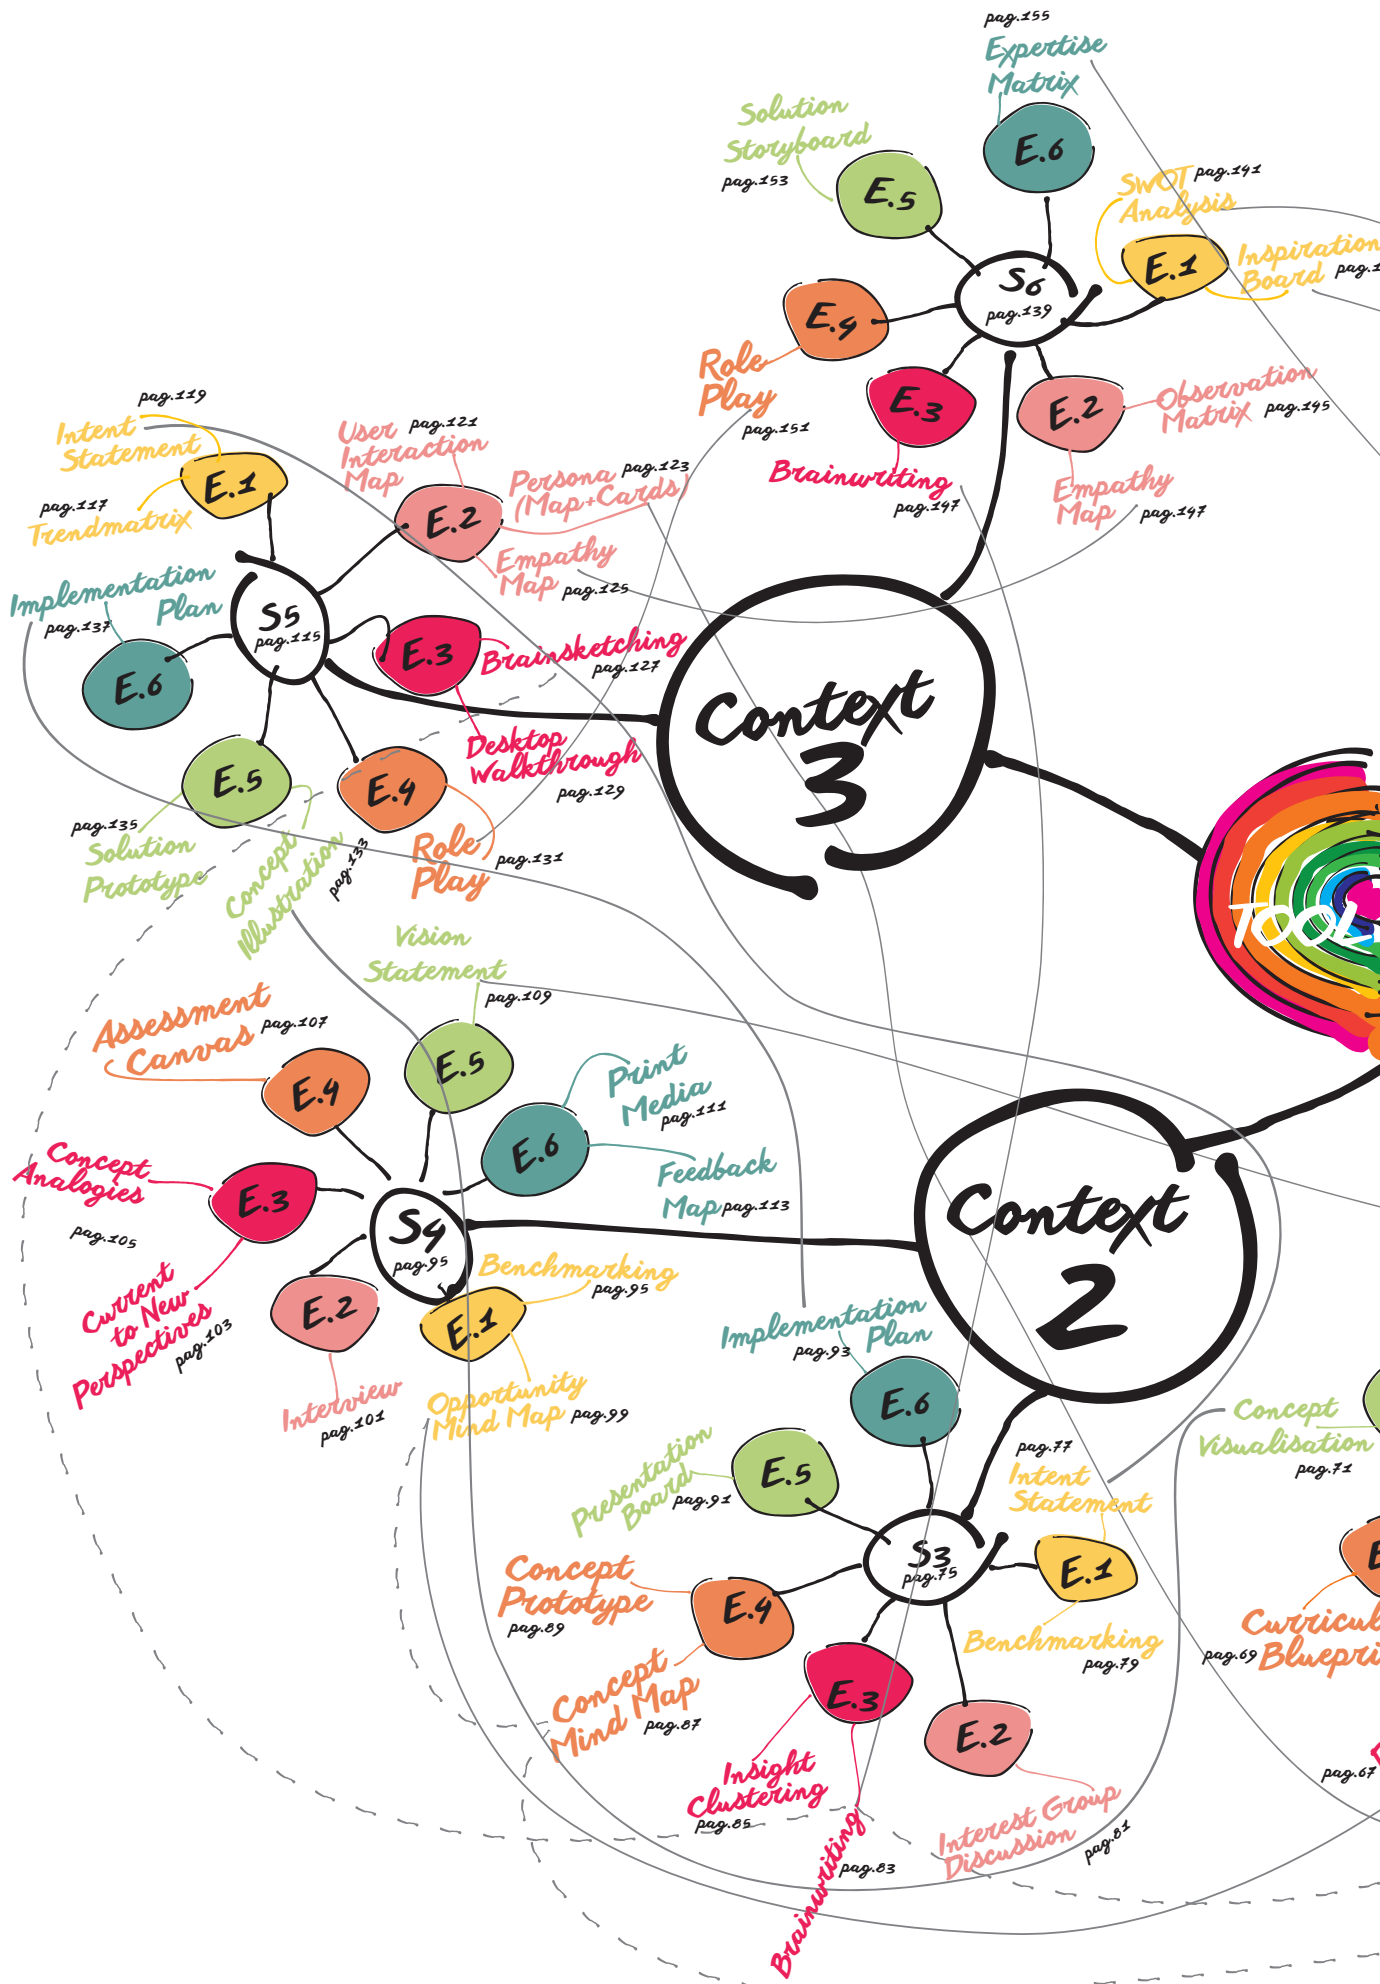 pag.155
Expertise
Matrix
E.6
Solution
Storyboard
pag.153
E.5
SWOT
Analysis
pag.141
E.1
Inspiration
Board
pag.1
S6
pag.139
E.4
Role
Play
pag.151
E.3
Brainwriting
pag.147
E.2
Observation
Matrix
pag.145
Empathy
Map
pag.147
pag.119
Intent
Statement
E.1
pag.117
Trendmatrix
User
Interaction
Map
pag.121
E.2
Persona
(Map+Cards)
pag.123
Empathy
Map
pag.125
Implementation
Plan
pag.137
E.6
S5
pag.115
E.3
Brainsketching
pag.127
Desktop
Walkthrough
pag.129
E.5
pag.135
Solution
Prototype
Concept
Illustration
pag.133
E.4
Role
Play
pag.131
Context
3
TOOL
Vision
Statement
pag.109
E.5
Assessment
Canvas
pag.107
E.4
Print
Media
pag.111
E.6
Feedback
Map
pag.113
Concept
Analogies
pag.105
E.3
Current
to New
Perspectives
pag.103
S4
pag.95
E.2
Interview
pag.101
E.1
Benchmarking
pag.95
Opportunity
Mind Map
pag.99
Context
2
Implementation
Plan
pag.93
E.6
Presentation
Board
pag.91
E.5
pag.77
Intent
Statement
E.1
Benchmarking
pag.79
S3
pag.75
Concept
Prototype
pag.89
E.4
Concept
Mind Map
pag.87
E.3
Insight
Clustering
pag.85
Brainwriting
pag.83
E.2
Interest Group
Discussion
pag.81
Concept
Visualisation
pag.71
E
Curricul
Bluepri
pag.69
pag.67